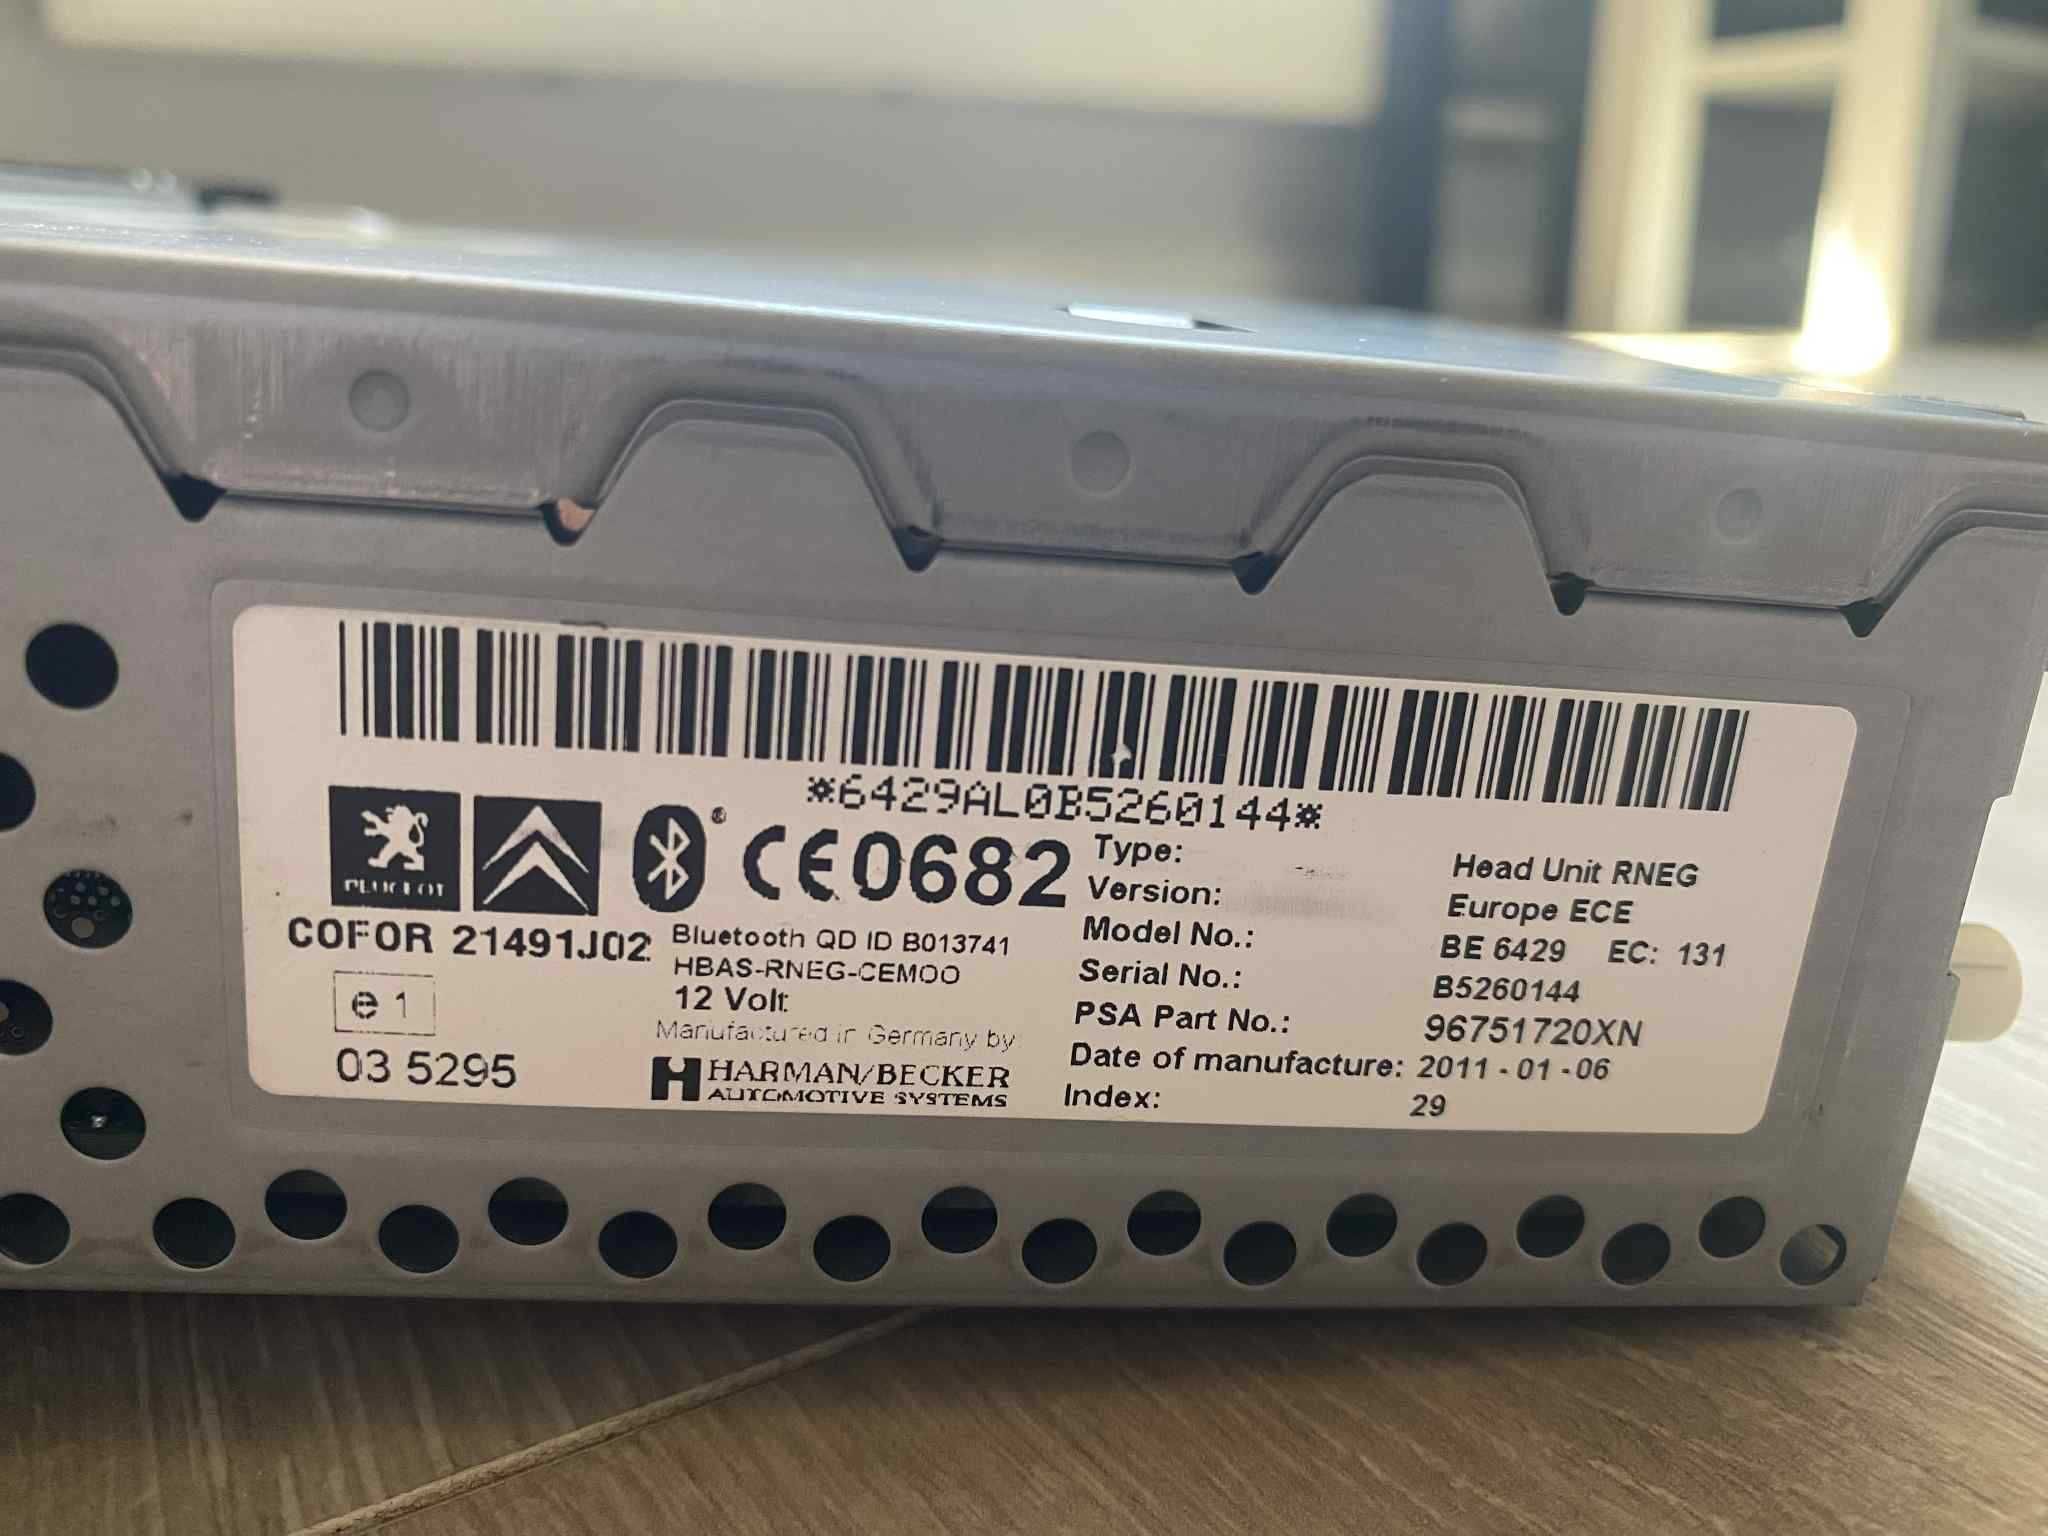 *6429AL0B5260144*
PEUGEOT
CE0682
COFOR 21491J02
Bluetooth QD ID B013741
HBAS-RNEG-CEMOO
12 Volt
Manufactured in Germany by:
HARMAN/BECKER
AUTOMOTIVE SYSTEMS
e 1
03 5295
Type: Head Unit RNEG
Version: Europe ECE
Model No.: BE 6429 EC: 131
Serial No.: B5260144
PSA Part No.: 96751720XN
Date of manufacture: 2011-01-06
Index: 29